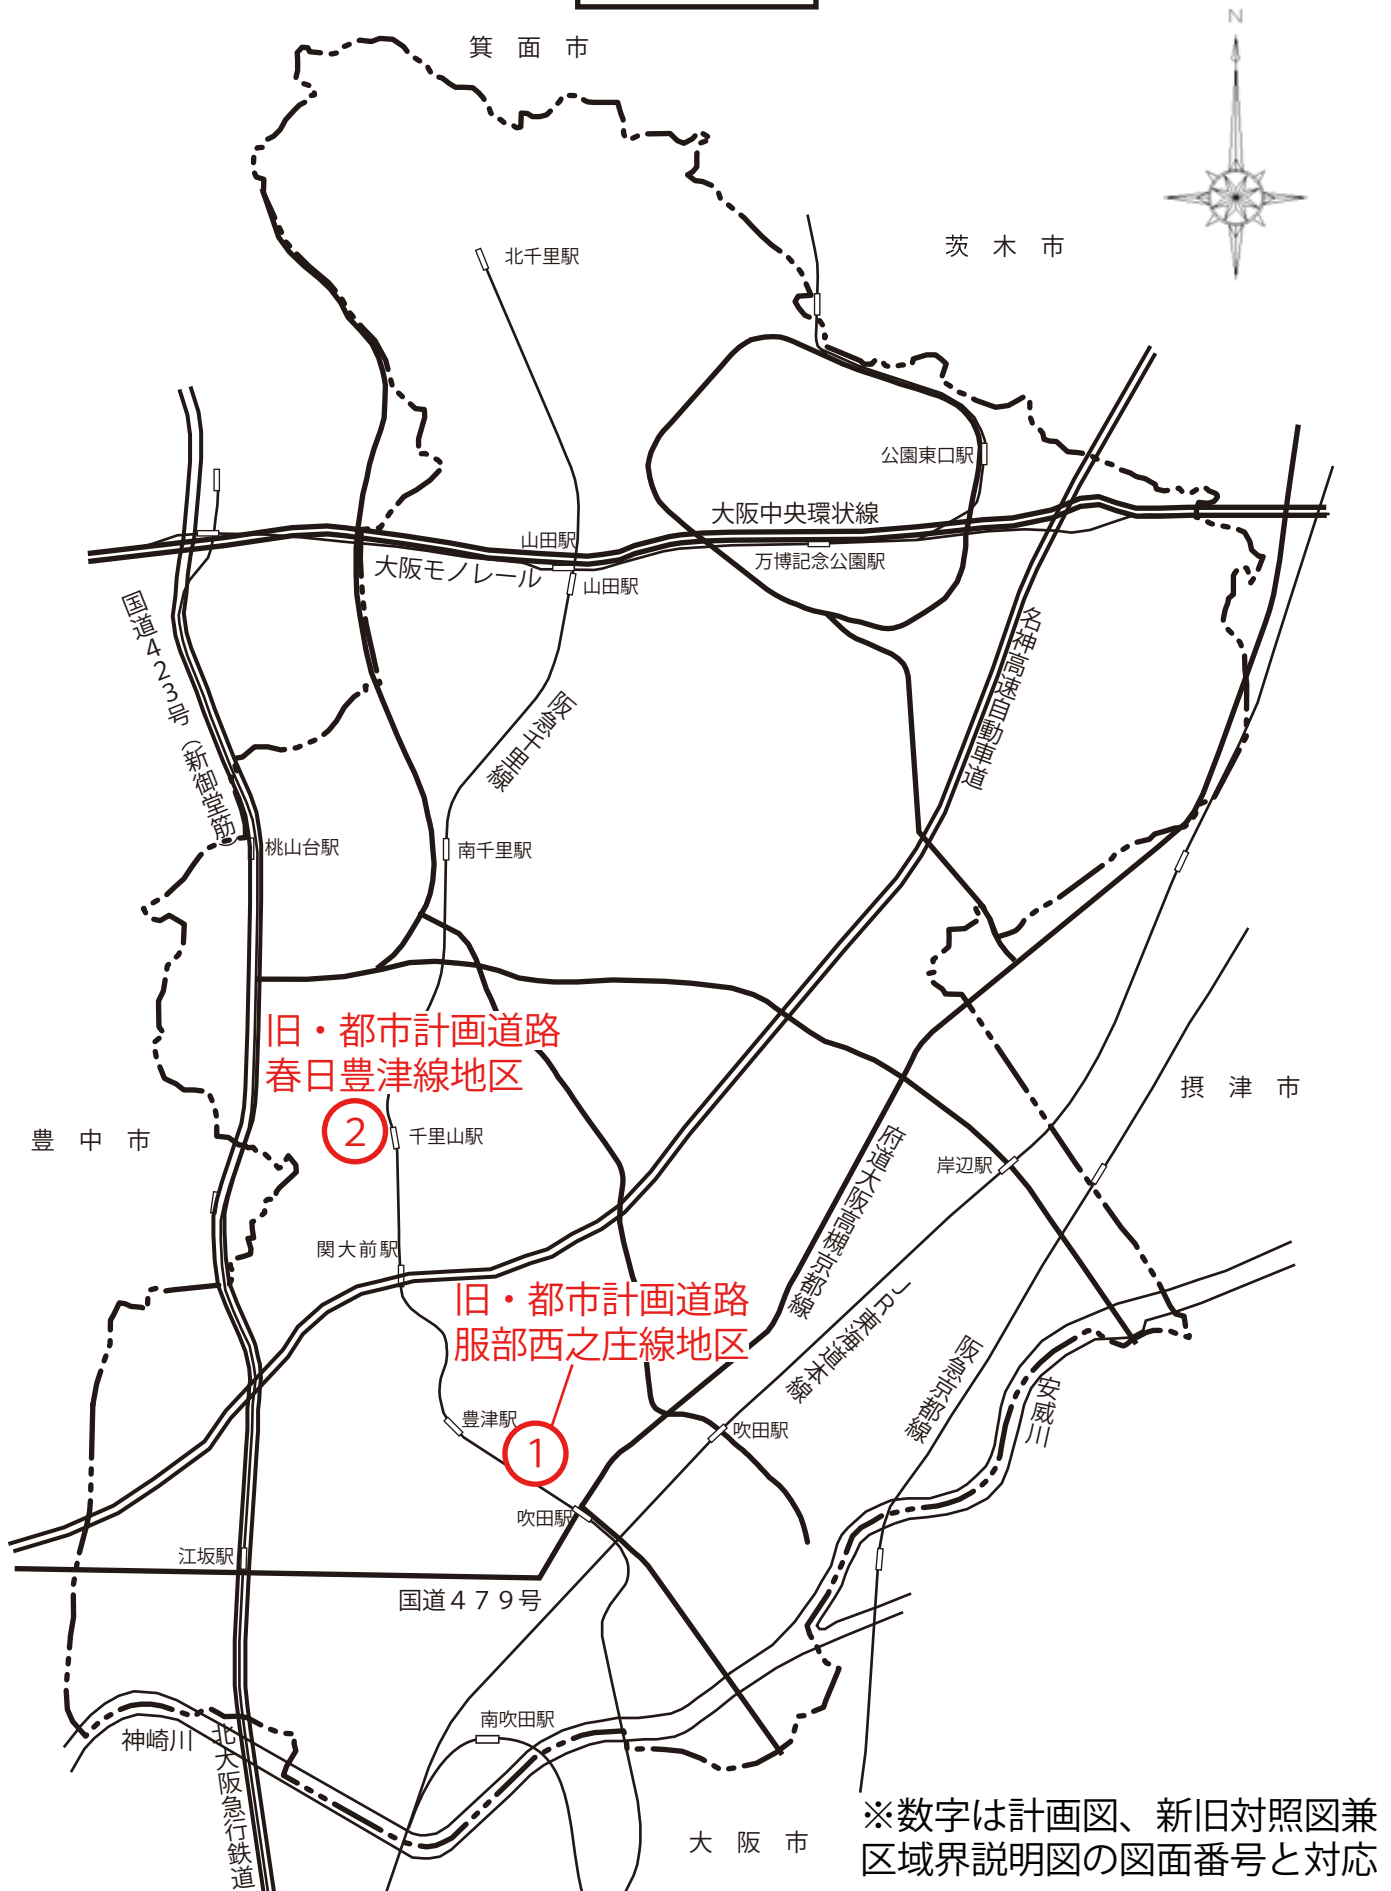 N
箕面市
茨木市
北千里駅
公園東口駅
大阪中央環状線
山田駅
万博記念公園駅
大阪モノレール
山田駅
国道423号(新御堂筋)
名神高速自動車道
阪急千里線
桃山台駅
南千里駅
旧・都市計画道路
春日豊津線地区
②
千里山駅
豊中市
摂津市
岸辺駅
府道大阪高槻京都線
関大前駅
旧・都市計画道路
服部西之庄線地区
JR東海道本線
阪急京都線
安威川
豊津駅
①
吹田駅
吹田駅
江坂駅
国道479号
南吹田駅
神崎川
北大阪急行鉄道
大阪市
※数字は計画図、新旧対照図兼
区域界説明図の図面番号と対応